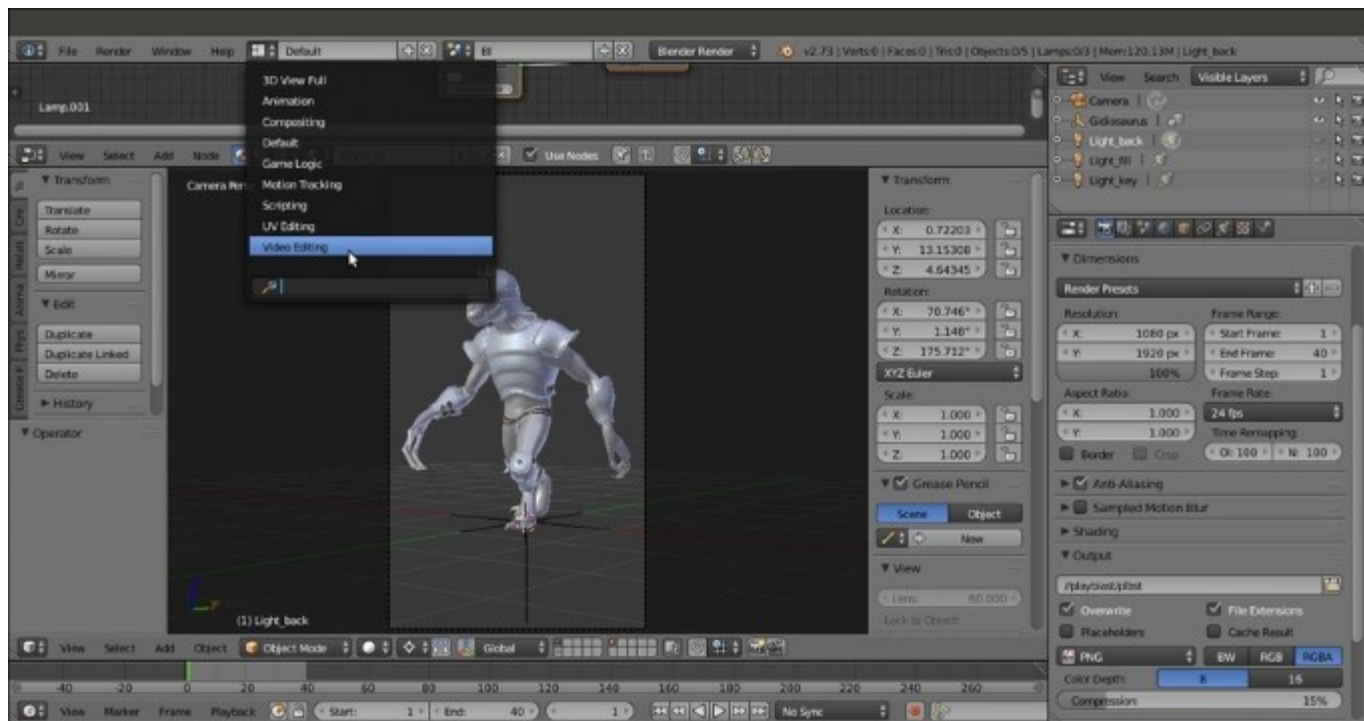 File Render Window Help Default BI Blender Render v2.73 | Verts:0 | Faces:0 | Tris:0 | Objects:0/5 | Lamps:0/3 | Mem:120.13M | Light_back
3D View Full
Animation
Compositing
Default
Game Logic
Motion Tracking
Scripting
UV Editing
Video Editing
Lamp.001
View Select Add Node Use Nodes
Transform
Translate
Rotate
Scale
Mirror
Edit
Duplicate
Duplicate Linked
Delete
History
Operator
Camera
(1) Light_back
Transform
Location:
X: 0.72203
Y: 13.15308
Z: 4.64345
Rotation:
X: 70.746°
Y: 1.148°
Z: 175.712°
XYZ Euler
Scale:
X: 1.000
Y: 1.000
Z: 1.000
Grease Pencil
Scene Object
New
View
Lens: 60.000
Lock to Object:
View Search Visible Layers
Camera
Gidiosaurus
Light_back
Light_fill
Light_key
Dimensions
Render Presets
Resolution: Frame Range:
X: 1080 px Start Frame: 1
Y: 1920 px End Frame: 40
100% Frame Step: 1
Aspect Ratio: Frame Rate:
X: 1.000 24 fps
Y: 1.000 Time Remapping:
Border Crop O: 100 N: 100
Anti-Aliasing
Sampled Motion Blur
Shading
Output
//playblast/plbst
Overwrite File Extensions
Placeholders Cache Result
PNG BW RGB RGBA
Color Depth: 8 16
Compression: 15%
View Select Add Object Object Mode Global
-40 -20 0 20 40 60 80 100 120 140 160 180 200 220 240 260
View Marker Frame Playback Start: 1 End: 40 1 No Sync